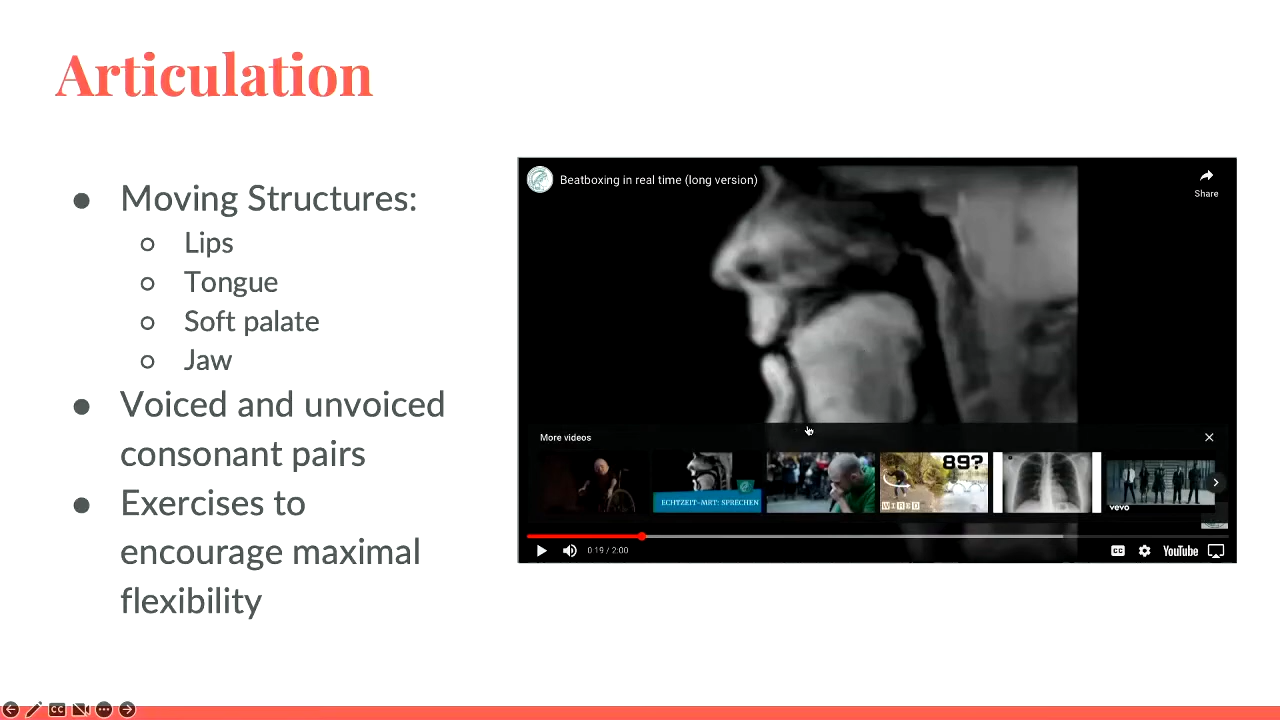 Articulation
● Moving Structures:
○ Lips
○ Tongue
○ Soft palate
○ Jaw
● Voiced and unvoiced
consonant pairs
● Exercises to
encourage maximal
flexibility
Beatboxing in real time (long version)
Share
More videos
ECHTZEIT-MRT: SPRECHEN
89?
WIRED
vevo
0:19 / 2:00
CC
YouTube
CC